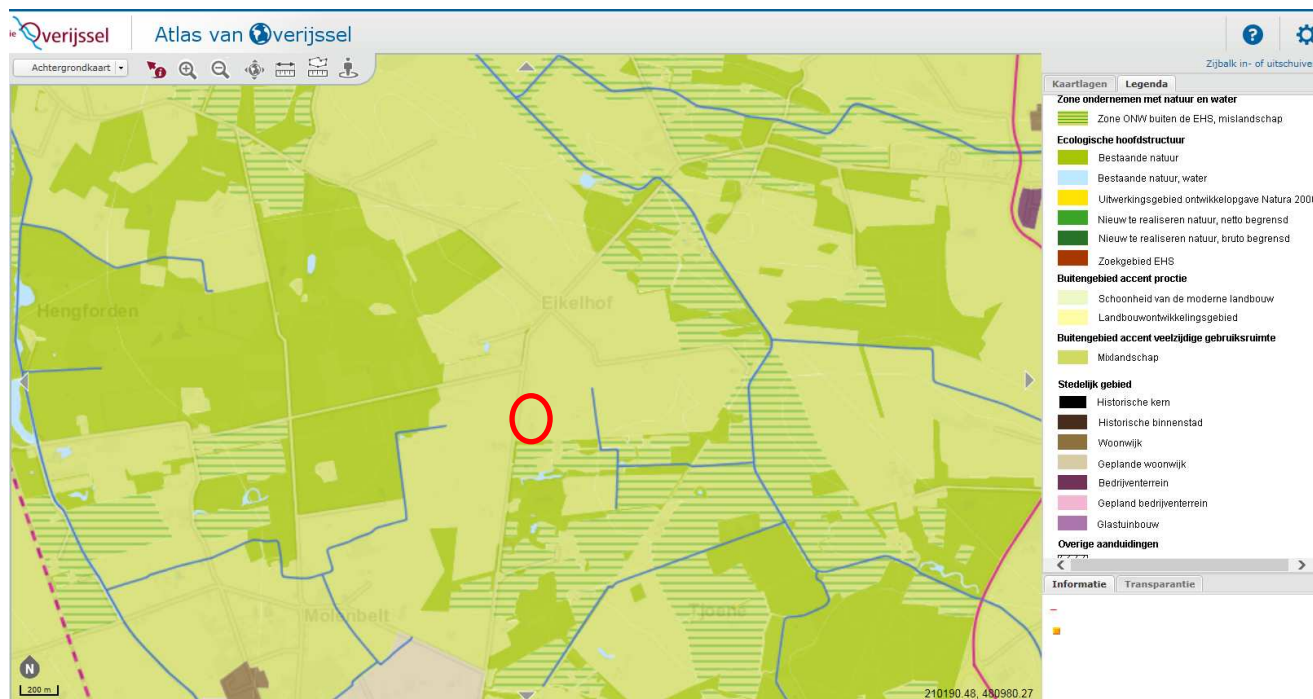 ie Overijssel
Atlas van Overijssel
?
Achtergrondkaart
Zijbalk in- of uitschuive
Kaartlagen Legenda
Zone ondernemen met natuur en water
Zone ONW buiten de EHS, mislandschap
Ecologische hoofdstructuur
Bestaande natuur
Bestaande natuur, water
Uitwerkingsgebied ontwikkelopgave Natura 2000
Nieuw te realiseren natuur, netto begrensd
Nieuw te realiseren natuur, bruto begrensd
Zoekgebied EHS
Buitengebied accent proctie
Schoonheid van de moderne landbouw
Landbouwontwikkelingsgebied
Buitengebied accent veelzijdige gebruiksruimte
Mixlandschap
Stedelijk gebied
Historische kern
Historische binnenstad
Woonwijk
Geplande woonwijk
Bedrijventerrein
Gepland bedrijventerrein
Glastuinbouw
Overige aanduidingen
Informatie Transparantie
Hengforden
Eikelhof
Molenbelt
Tjoene
N
200 m
210190.48, 480980.27